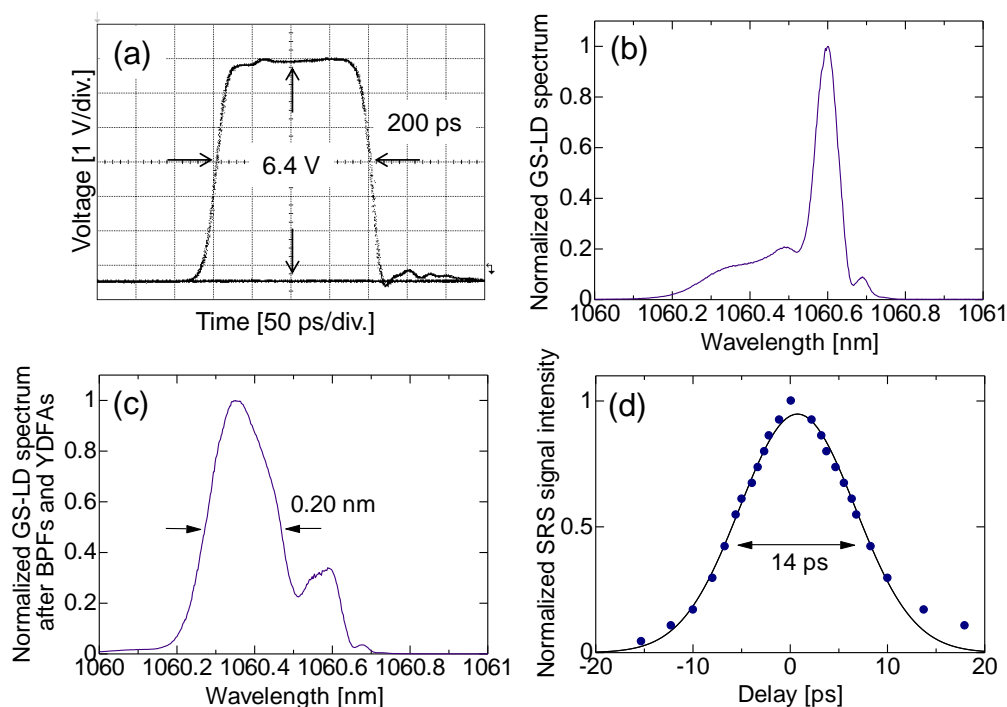 (a)
Voltage [1 V/div.]
200 ps
6.4 V
Time [50 ps/div.]
(b)
Normalized GS-LD spectrum
1
0.8
0.6
0.4
0.2
0
1060
1060.2
1060.4
1060.6
1060.8
1061
Wavelength [nm]
(c)
Normalized GS-LD spectrum
after BPFs and YDFAs
1
0.8
0.6
0.4
0.2
0
0.20 nm
1060
1060.2
1060.4
1060.6
1060.8
1061
Wavelength [nm]
(d)
Normalized SRS signal intensity
1
0.5
0
14 ps
-20
-10
0
10
20
Delay [ps]